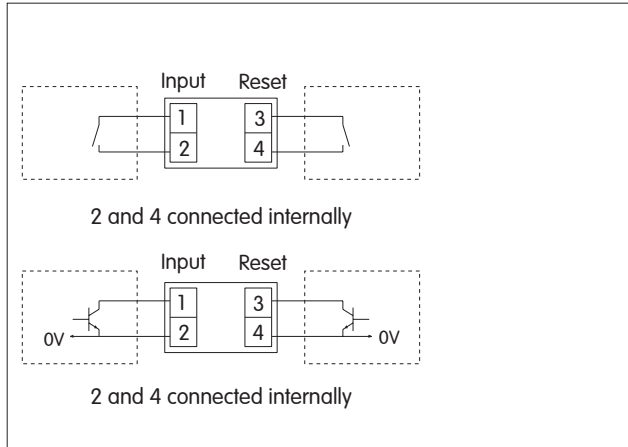 Input Reset
1 3
2 4
2 and 4 connected internally
Input Reset
1 3
0V 2 4 0V
2 and 4 connected internally